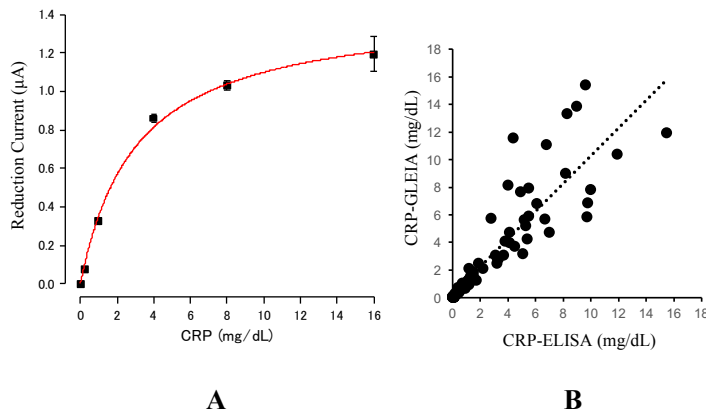 1.4
1.2
1.0
0.8
0.6
0.4
0.2
0.0
Reduction Current (μA)
0 2 4 6 8 10 12 14 16
CRP (mg/dL)
A
18
16
14
12
10
8
6
4
2
0
CRP-GLEIA (mg/dL)
0 2 4 6 8 10 12 14 16 18
CRP-ELISA (mg/dL)
B